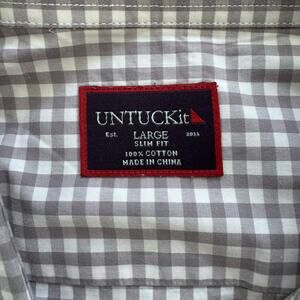 UNTUCKit
Est. LARGE 2011
SLIM FIT
100% COTTON
MADE IN CHINA